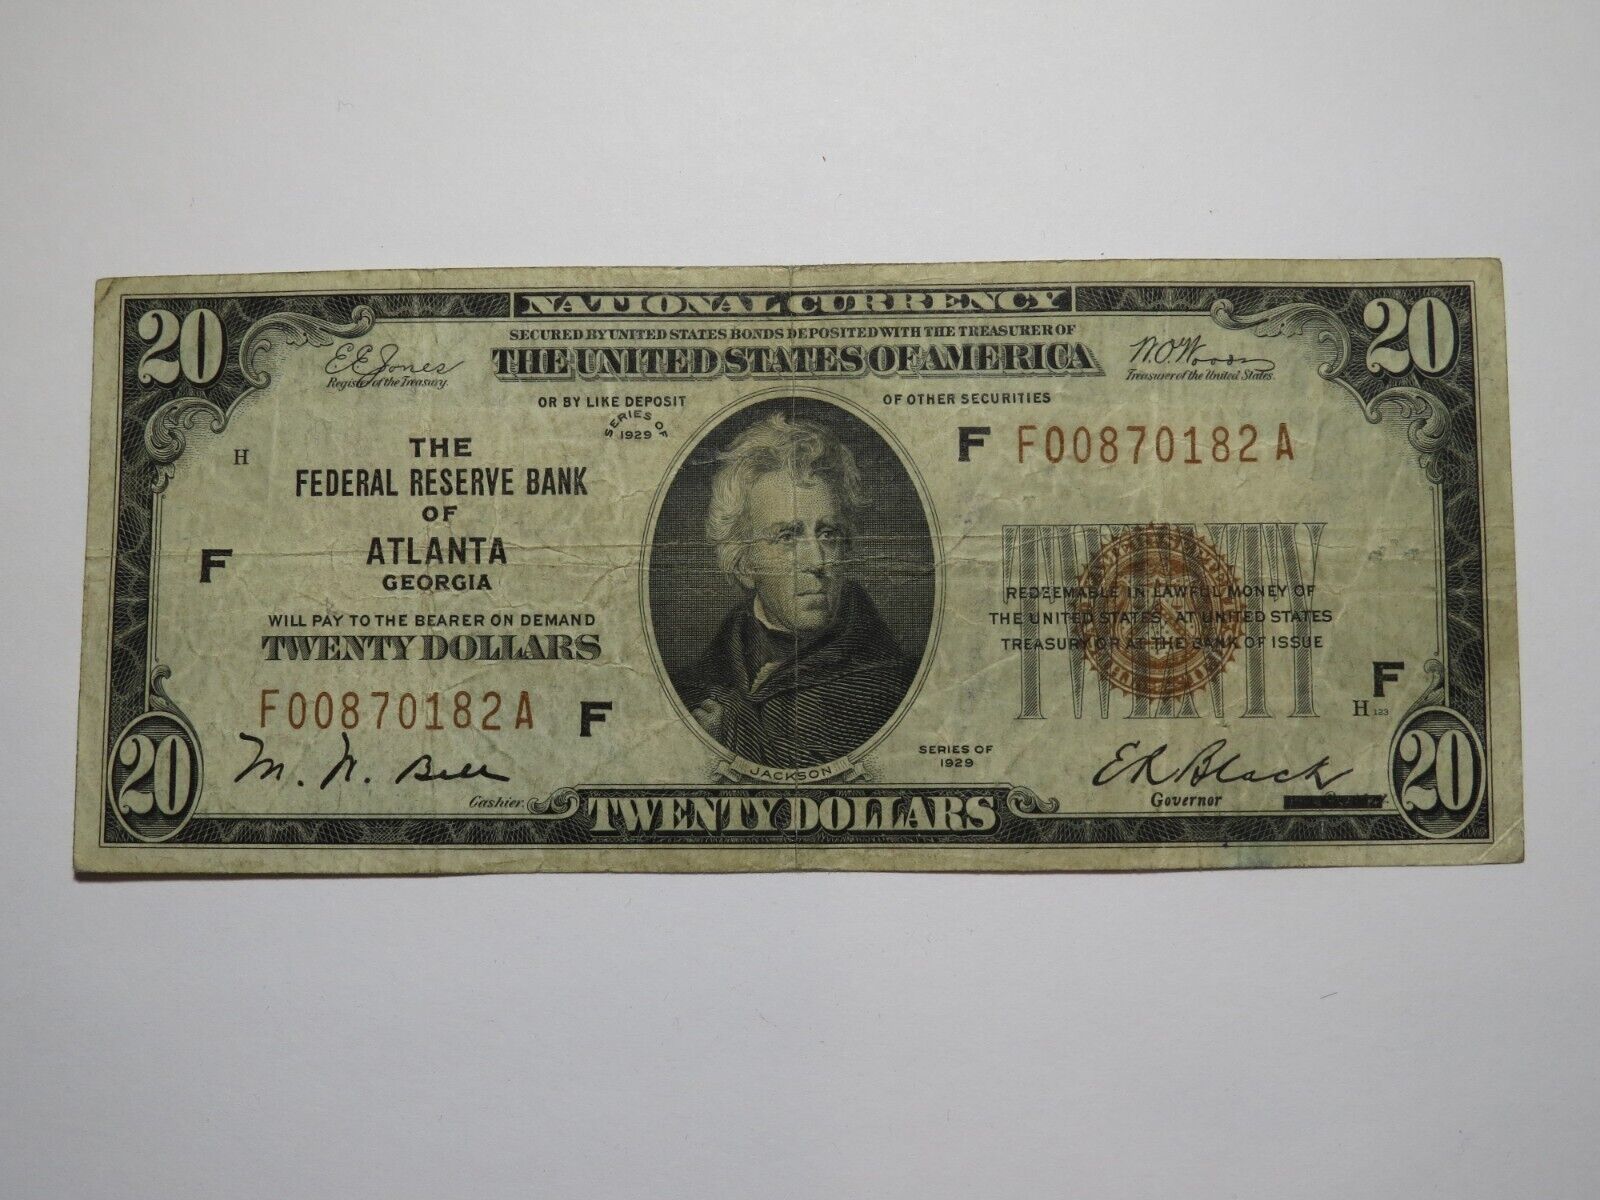 NATIONAL CURRENCY
20
20
SECURED BY UNITED STATES BONDS DEPOSITED WITH THE TREASURER OF
THE UNITED STATES OF AMERICA
E E Jones
Register of the Treasury.
W.O. Woods
Treasurer of the United States.
OR BY LIKE DEPOSIT
OF OTHER SECURITIES
SERIES OF
1929
F F00870182A
H
THE
FEDERAL RESERVE BANK
OF
ATLANTA
GEORGIA
F
WILL PAY TO THE BEARER ON DEMAND
TWENTY DOLLARS
F00870182A F
TWENTY
REDEEMABLE IN LAWFUL MONEY OF
THE UNITED STATES, AT UNITED STATES
TREASURY OR AT THE BANK OF ISSUE
F
H 123
JACKSON
SERIES OF
1929
20
M. N. Bell
Cashier.
E R Black
Governor
20
TWENTY DOLLARS